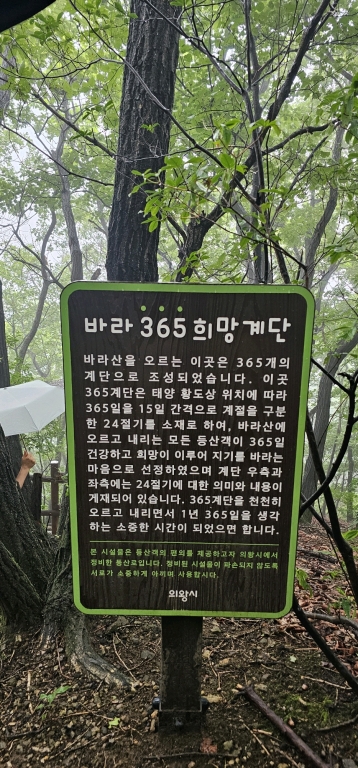 바라 365 희망계단
바라산을 오르는 이곳은 365개의
계단으로 조성되었습니다. 이곳
365계단은 태양 황도상 위치에 따라
365일을 15일 간격으로 계절을 구분
한 24절기를 소재로 하여, 바라산에
오르고 내리는 모든 등산객이 365일
건강하고 희망이 이루어 지기를 바라는
마음으로 선정하였으며 계단 우측과
좌측에는 24절기에 대한 의미와 내용이
게재되어 있습니다. 365계단을 천천히
오르고 내리면서 1년 365일을 생각
하는 소중한 시간이 되었으면 합니다.
본 시설물은 등산객의 편의를 제공하고자 의왕시에서
정비한 등산로입니다. 정비된 시설물이 파손되지 않도록
서로가 소중하게 아끼며 사용합시다.
의왕시